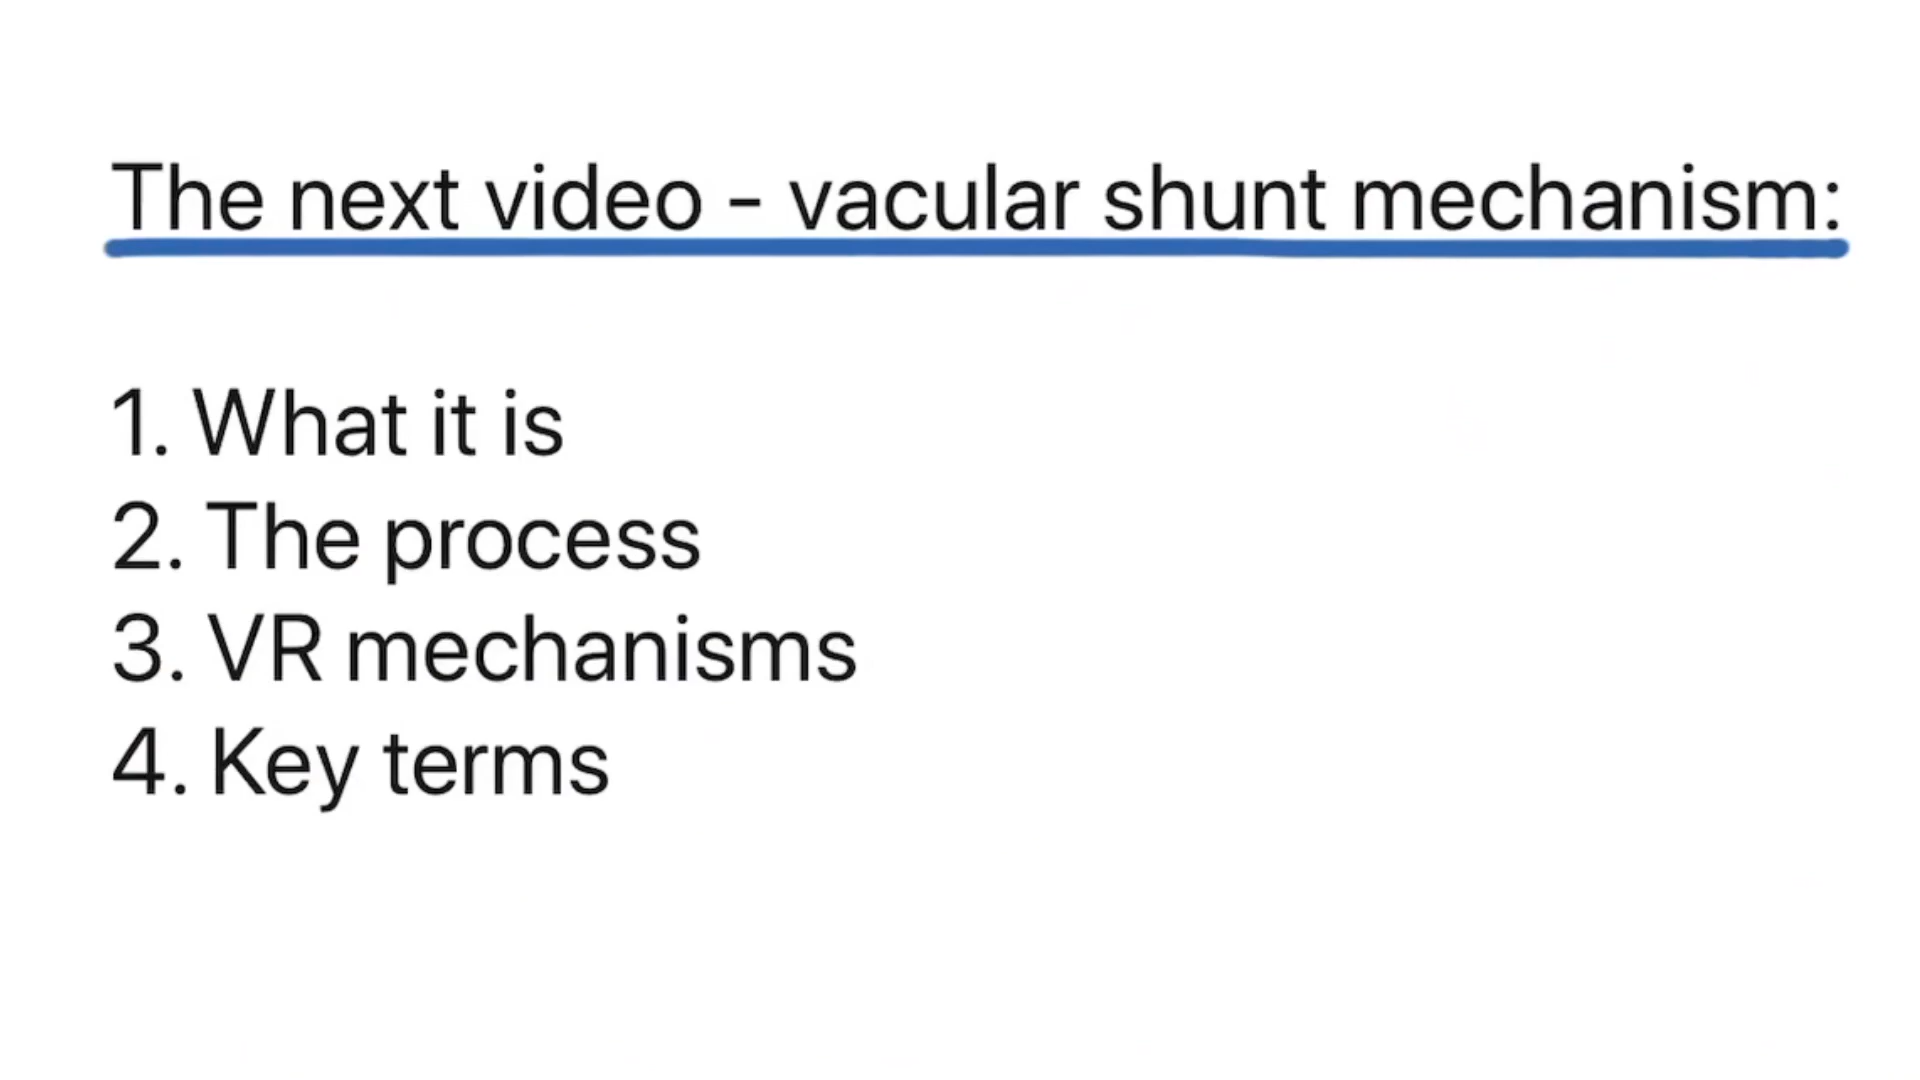 The next video - vacular shunt mechanism:
1. What it is
2. The process
3. VR mechanisms
4. Key terms